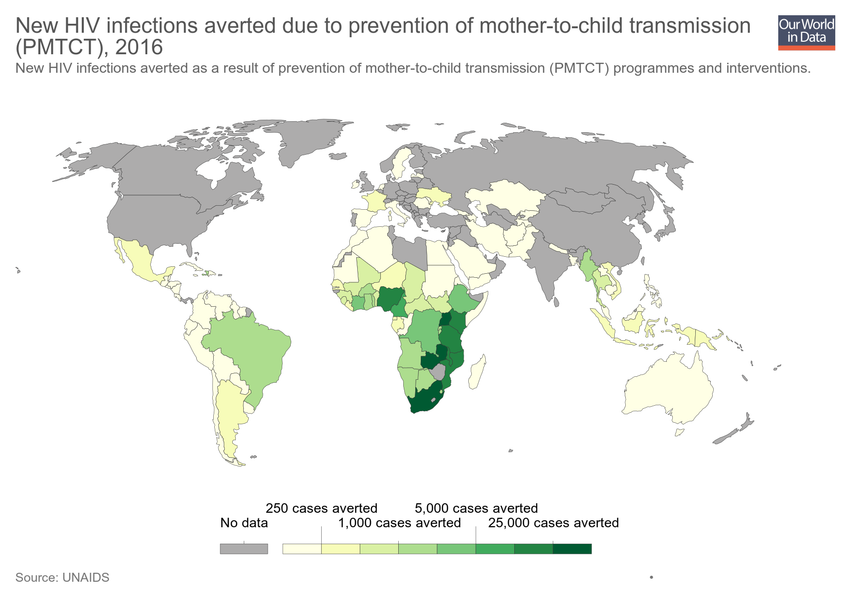 New HIV infections averted due to prevention of mother-to-child transmission
(PMTCT), 2016
Our World
in Data
New HIV infections averted as a result of prevention of mother-to-child transmission (PMTCT) programmes and interventions.
250 cases averted 5,000 cases averted
No data 1,000 cases averted 25,000 cases averted
Source: UNAIDS